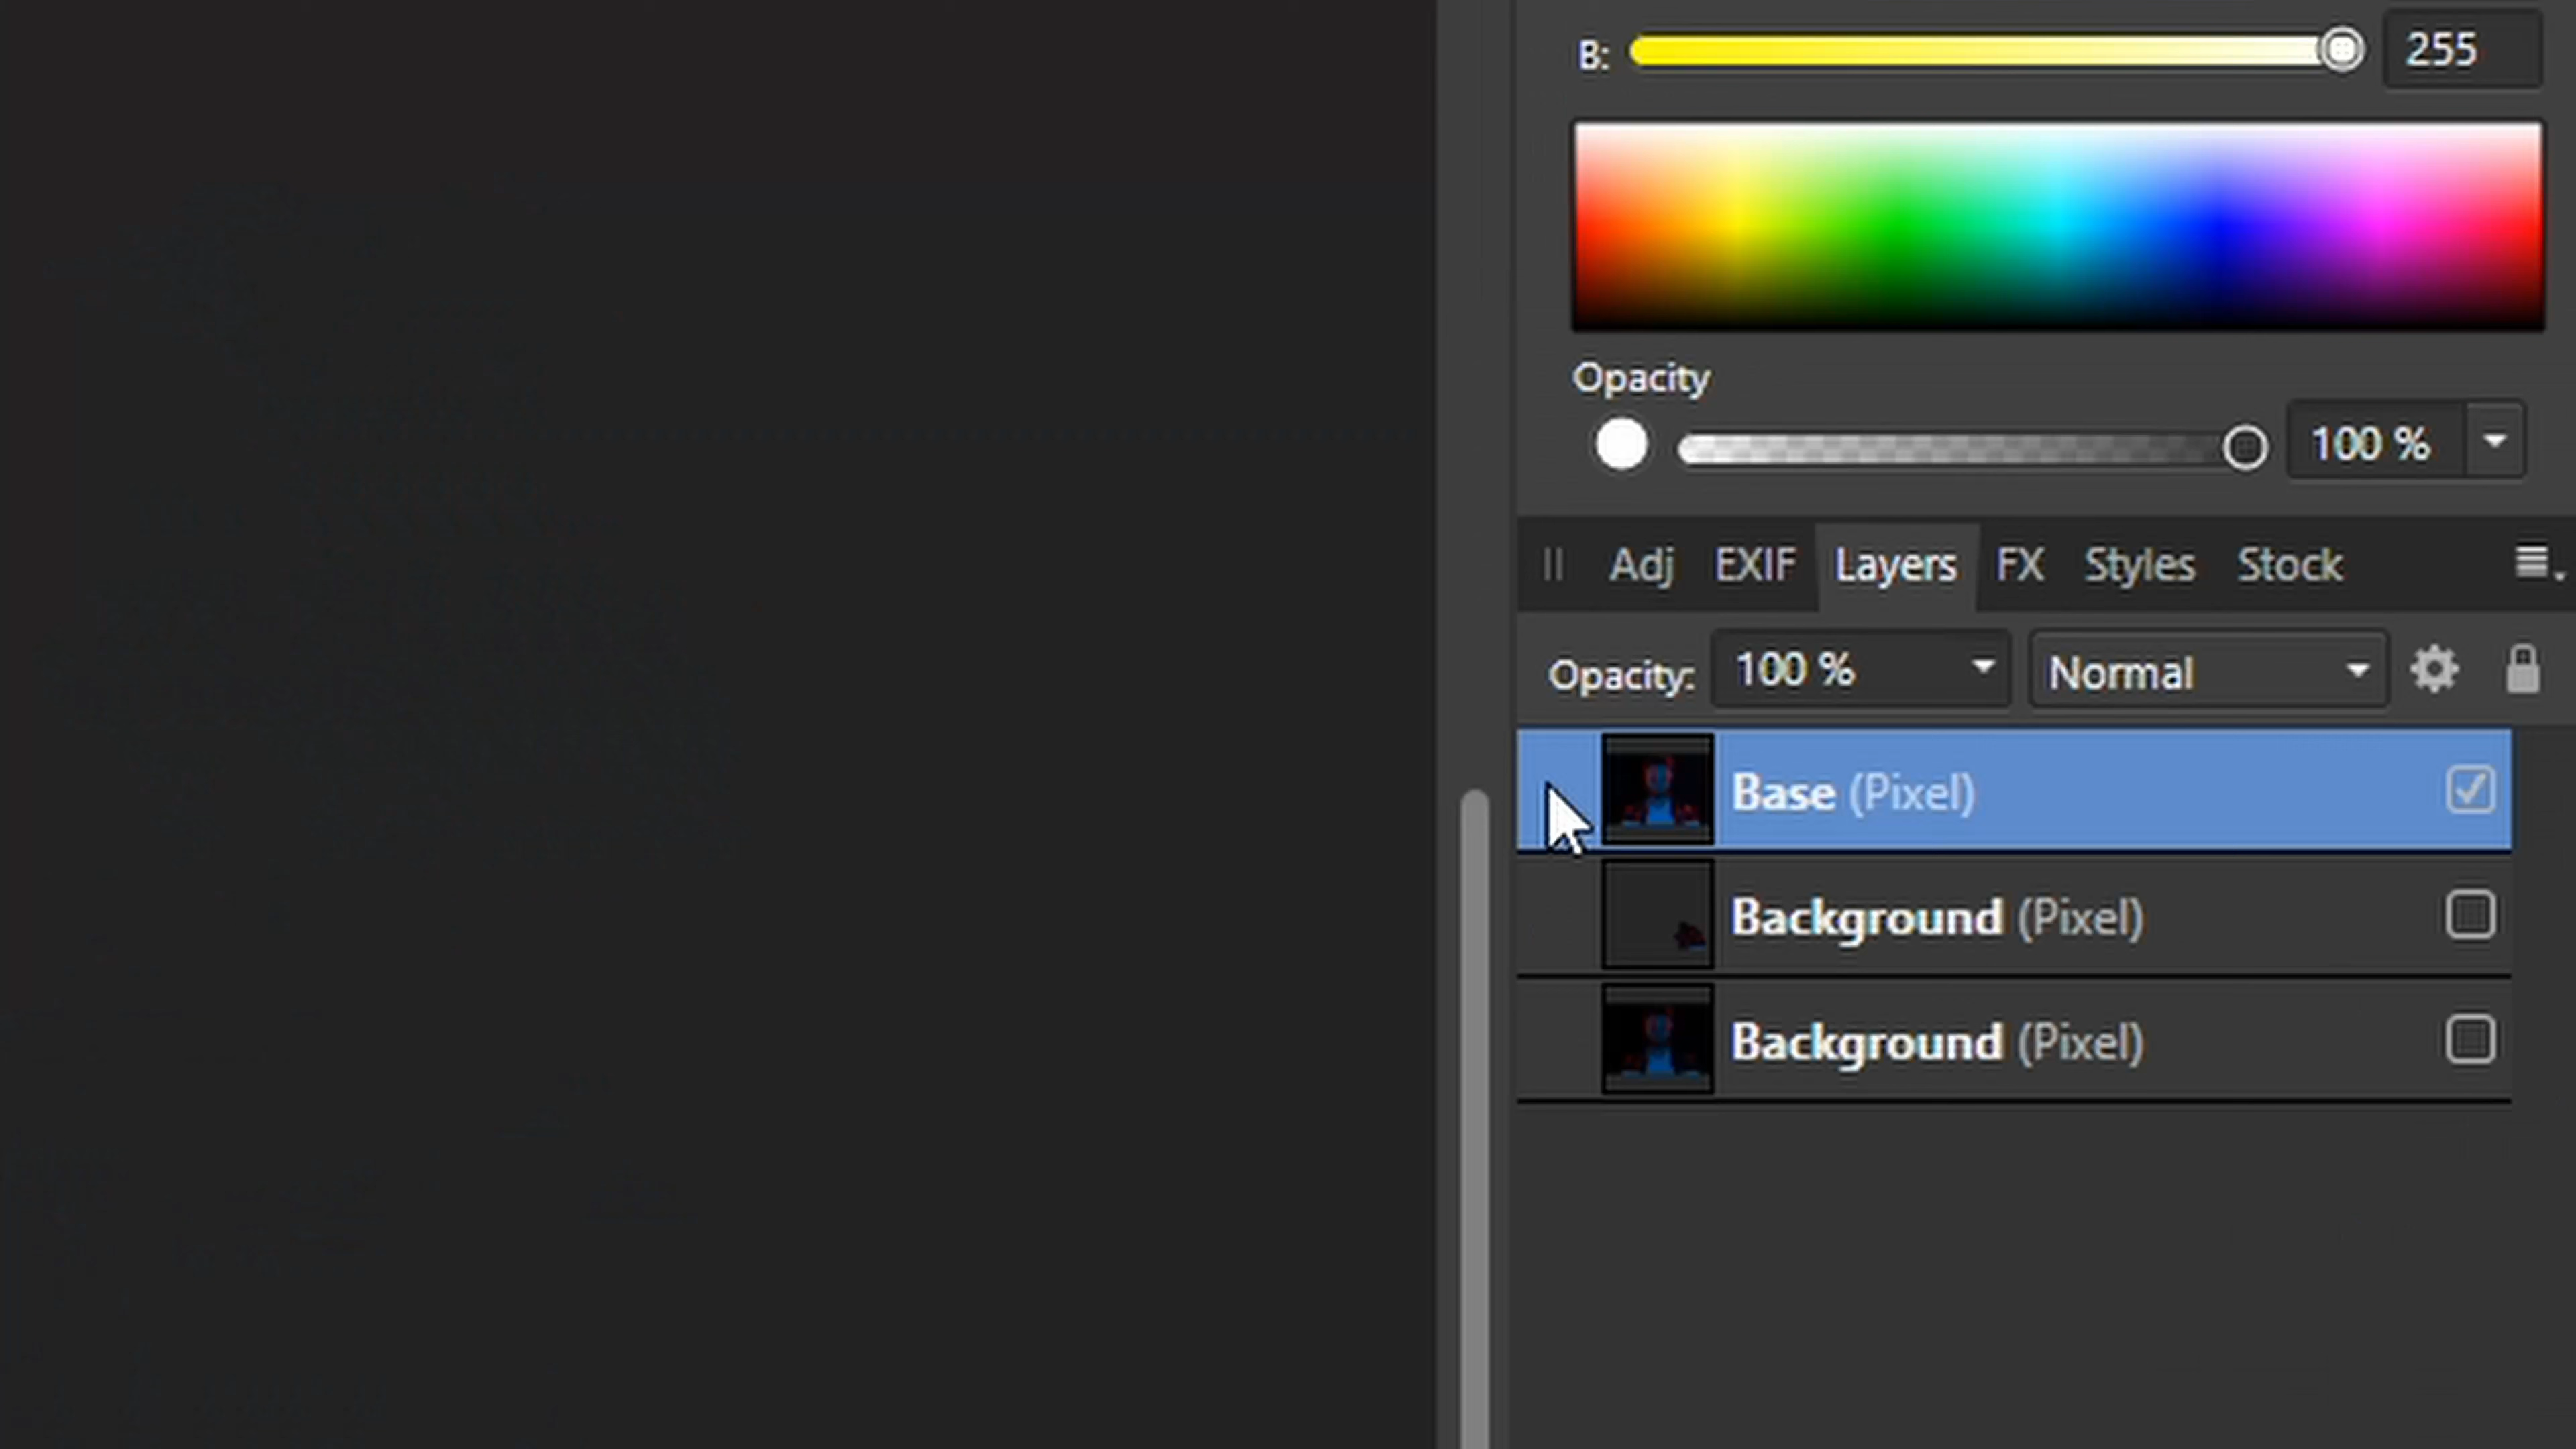 B: 255
Opacity
100 %
Adj EXIF Layers FX Styles Stock
Opacity: 100 % Normal
Base (Pixel)
Background (Pixel)
Background (Pixel)